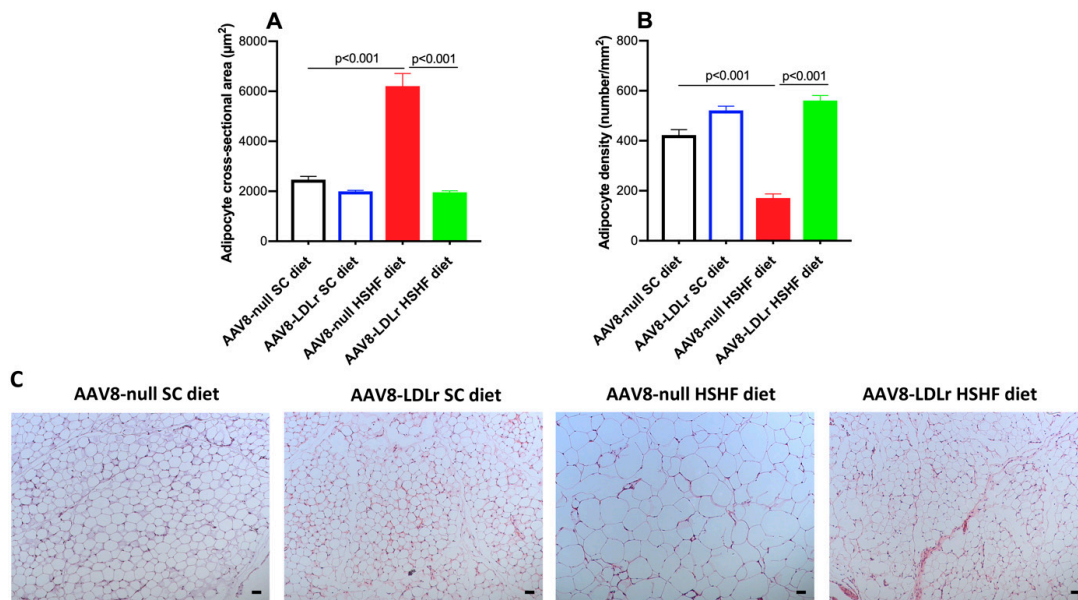 A
Adipocyte cross-sectional area (µm²)
8000
6000
4000
2000
0
p<0.001
p<0.001
AAV8-null SC diet
AAV8-LDLr SC diet
AAV8-null HSHF diet
AAV8-LDLr HSHF diet
B
Adipocyte density (number/mm²)
800
600
400
200
0
p<0.001
p<0.001
AAV8-null SC diet
AAV8-LDLr SC diet
AAV8-null HSHF diet
AAV8-LDLr HSHF diet
C
AAV8-null SC diet
AAV8-LDLr SC diet
AAV8-null HSHF diet
AAV8-LDLr HSHF diet